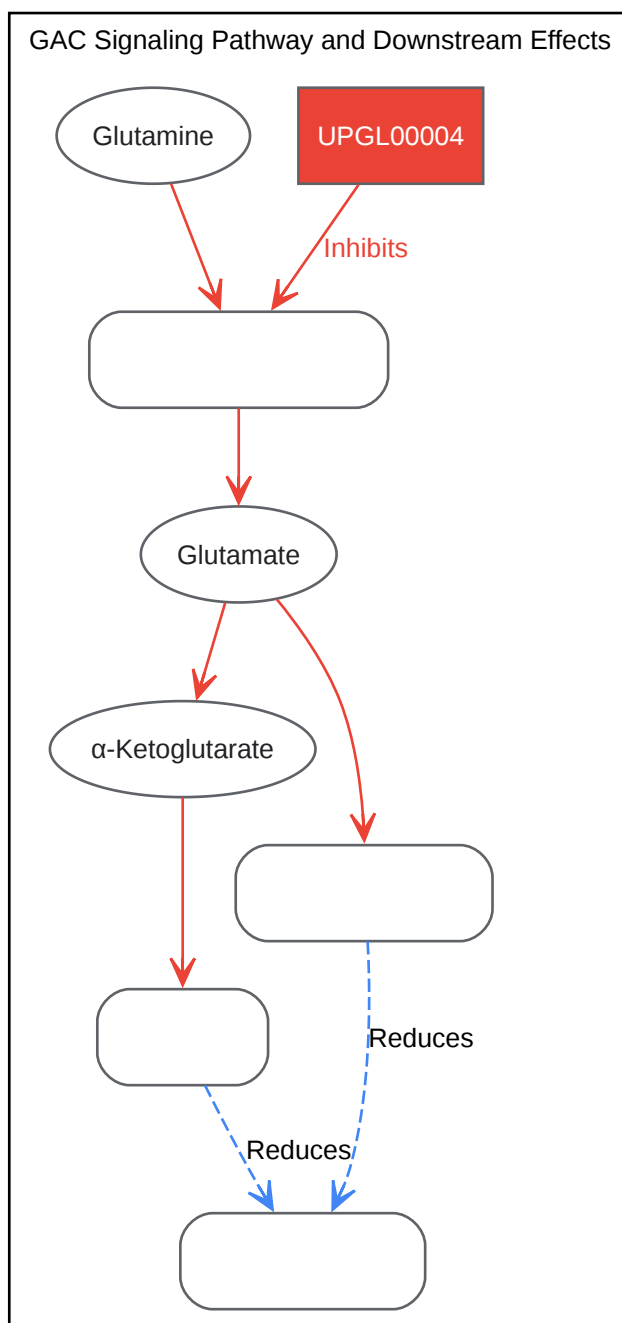 GAC Signaling Pathway and Downstream Effects
Glutamine
UPGL00004
Inhibits
Glutamate
α-Ketoglutarate
Reduces
Reduces